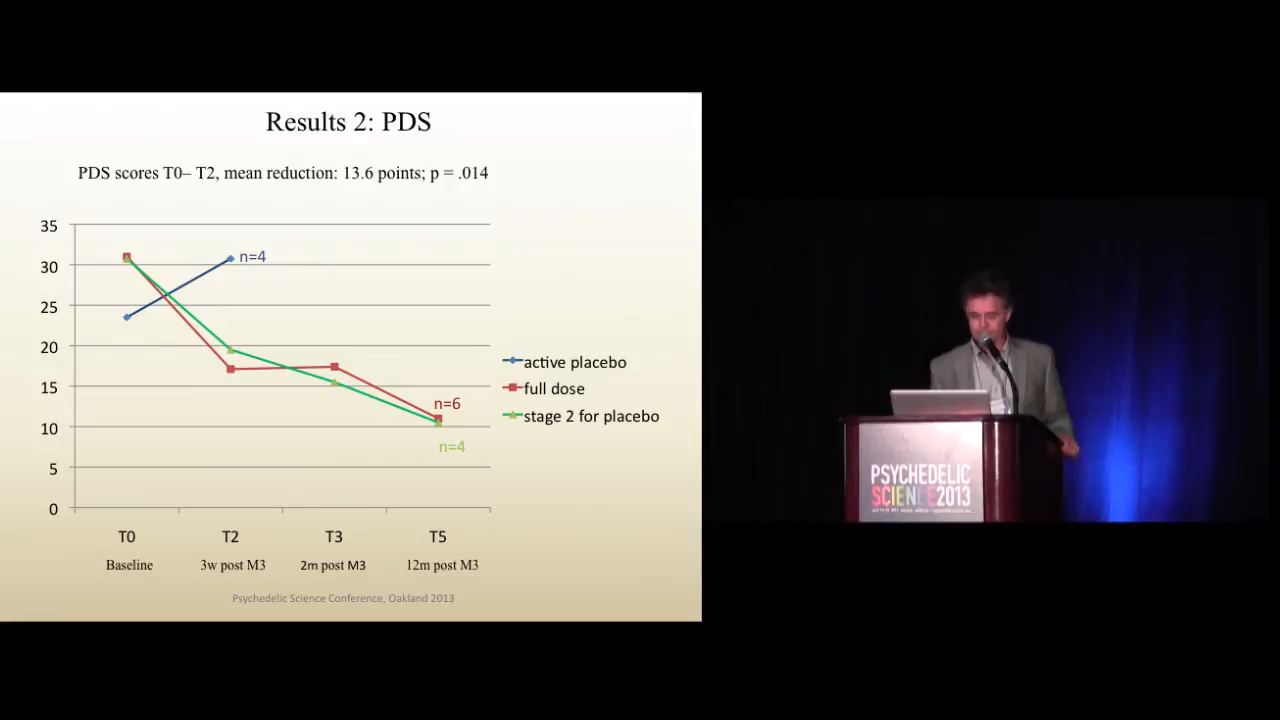 Results 2: PDS
PDS scores T0– T2, mean reduction: 13.6 points; p = .014
35
30
25
20
15
10
5
0
n=4
n=6
n=4
active placebo
full dose
stage 2 for placebo
T0
T2
T3
T5
Baseline
3w post M3
2m post M3
12m post M3
Psychedelic Science Conference, Oakland 2013
PSYCHEDELIC
SCIENCE2013